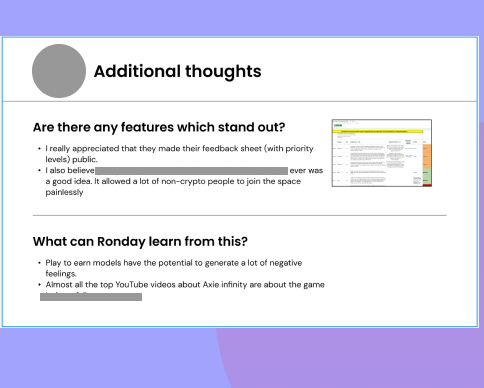 Additional thoughts
Are there any features which stand out?
• I really appreciated that they made their feedback sheet (with priority
levels) public.
• I also believe ever was
a good idea. It allowed a lot of non-crypto people to join the space
painlessly
What can Ronday learn from this?
• Play to earn models have the potential to generate a lot of negative
feelings.
• Almost all the top YouTube videos about Axie infinity are about the game